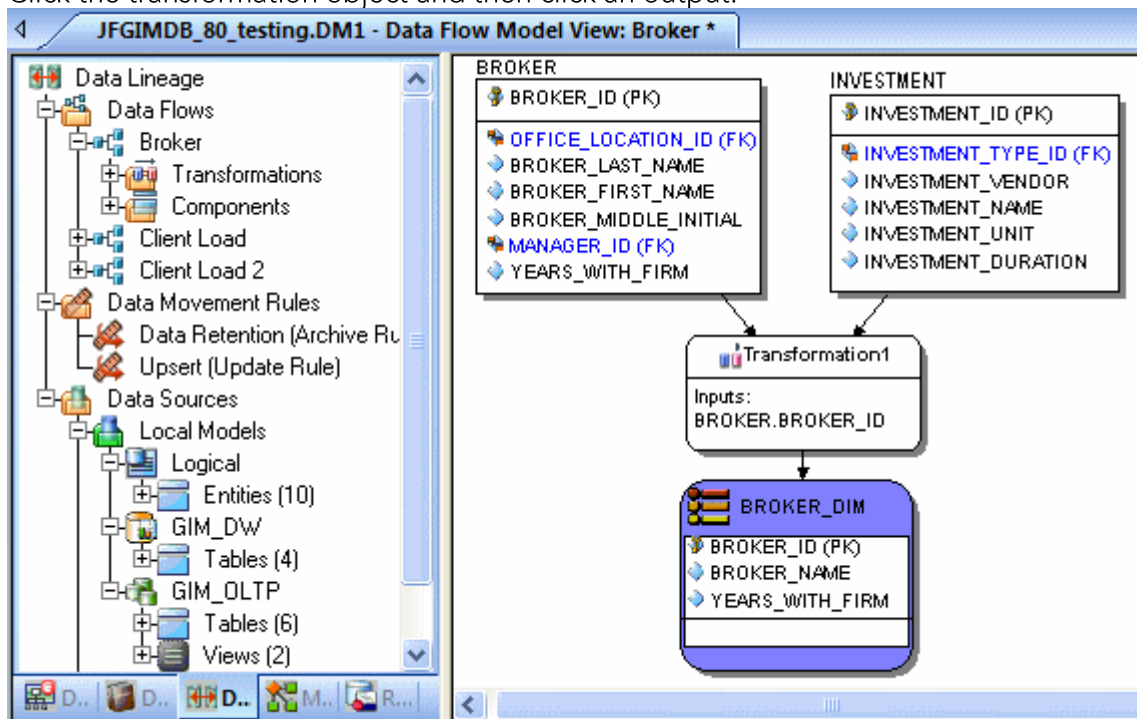 Click the transformation object and then click an output.
JFGIMDB_80_testing.DM1 - Data Flow Model View: Broker *
Data Lineage
Data Flows
Broker
Transformations
Components
Client Load
Client Load 2
Data Movement Rules
Data Retention (Archive Ru
Upsert (Update Rule)
Data Sources
Local Models
Logical
Entities (10)
GIM_DW
Tables (4)
GIM_OLTP
Tables (6)
Views (2)
D..
D..
D..
M..
R...
BROKER
BROKER_ID (PK)
OFFICE_LOCATION_ID (FK)
BROKER_LAST_NAME
BROKER_FIRST_NAME
BROKER_MIDDLE_INITIAL
MANAGER_ID (FK)
YEARS_WITH_FIRM
INVESTMENT
INVESTMENT_ID (PK)
INVESTMENT_TYPE_ID (FK)
INVESTMENT_VENDOR
INVESTMENT_NAME
INVESTMENT_UNIT
INVESTMENT_DURATION
Transformation1
Inputs:
BROKER.BROKER_ID
BROKER_DIM
BROKER_ID (PK)
BROKER_NAME
YEARS_WITH_FIRM